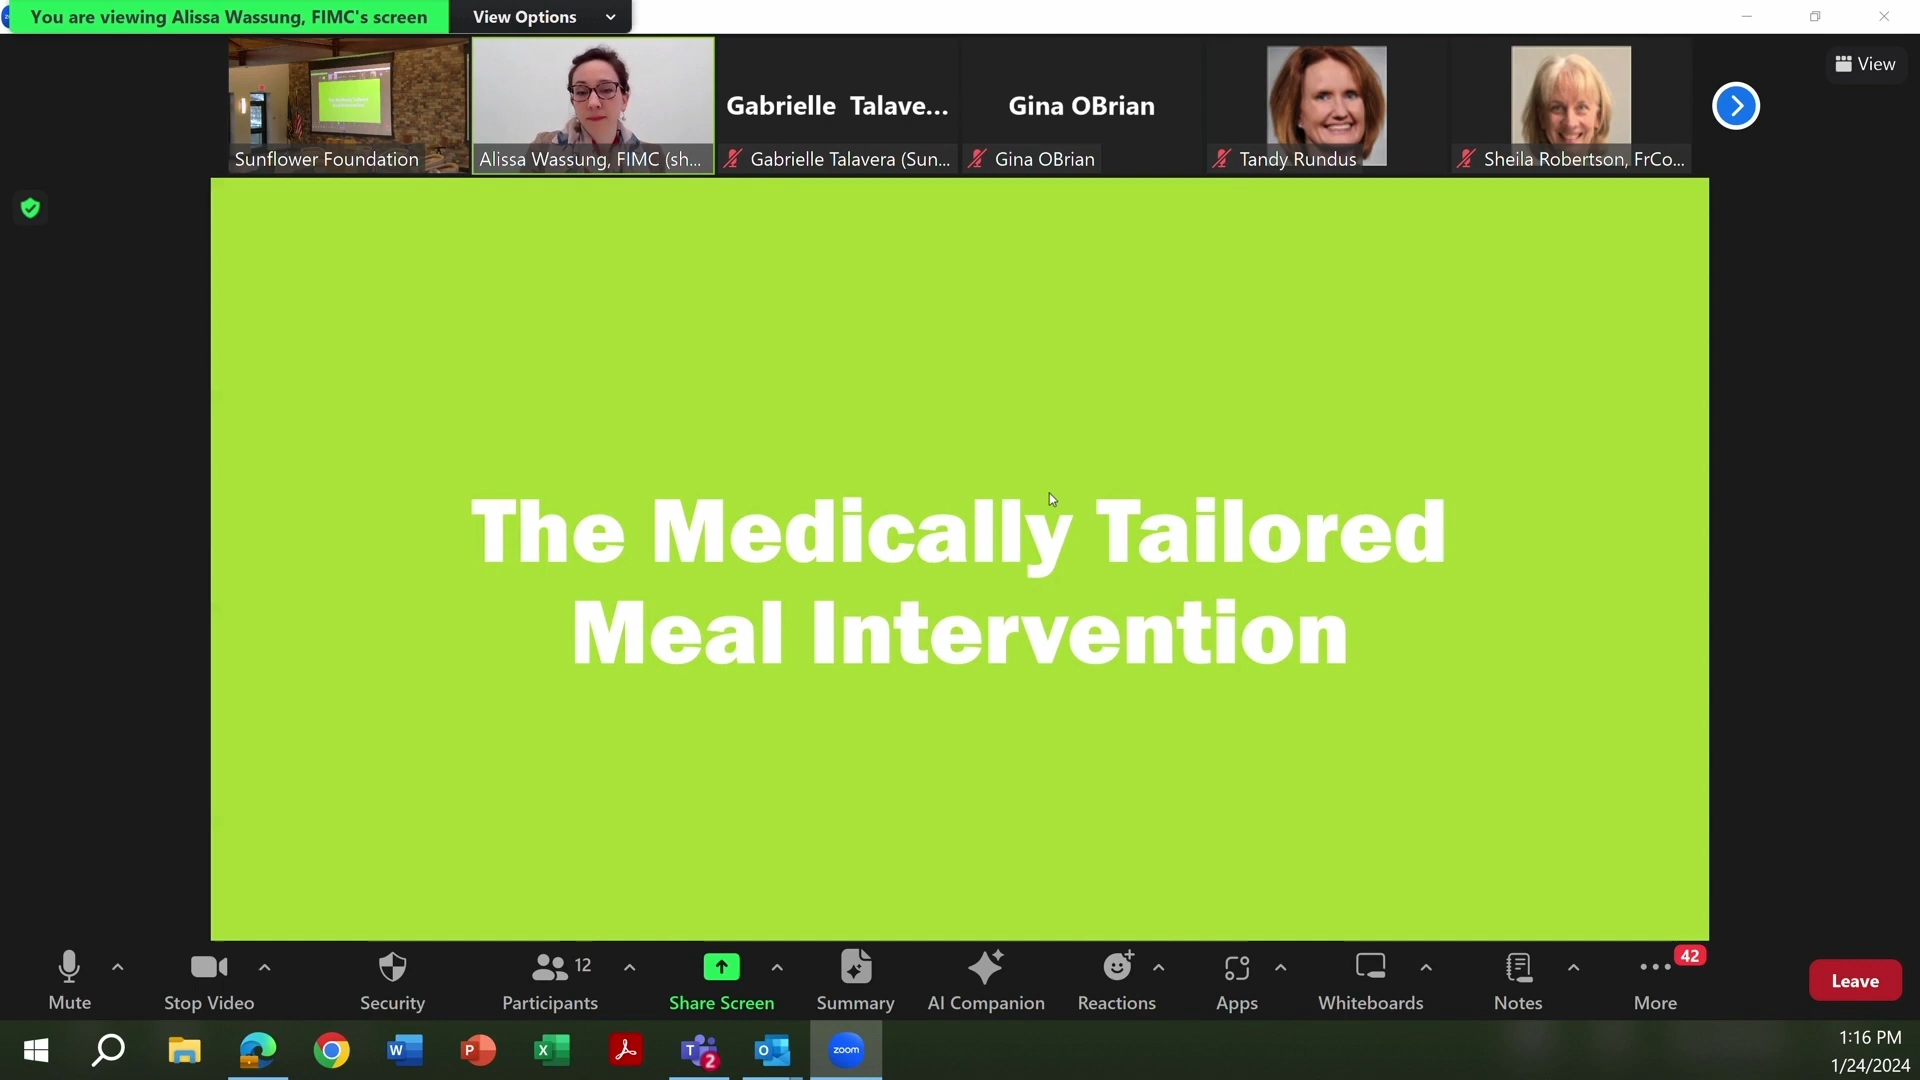 You are viewing Alissa Wassung, FIMC's screen
View Options
View
Gabrielle Talave...
Gina OBrian
Sunflower Foundation
Alissa Wassung, FIMC (sh...
Gabrielle Talavera (Sun...
Gina OBrian
Tandy Rundus
Sheila Robertson, FrCo...
The Medically Tailored
Meal Intervention
12
42
Mute
Stop Video
Security
Participants
Share Screen
Summary
AI Companion
Reactions
Apps
Whiteboards
Notes
More
Leave
W
P
X
T
2
O
zoom
1:16 PM
1/24/2024